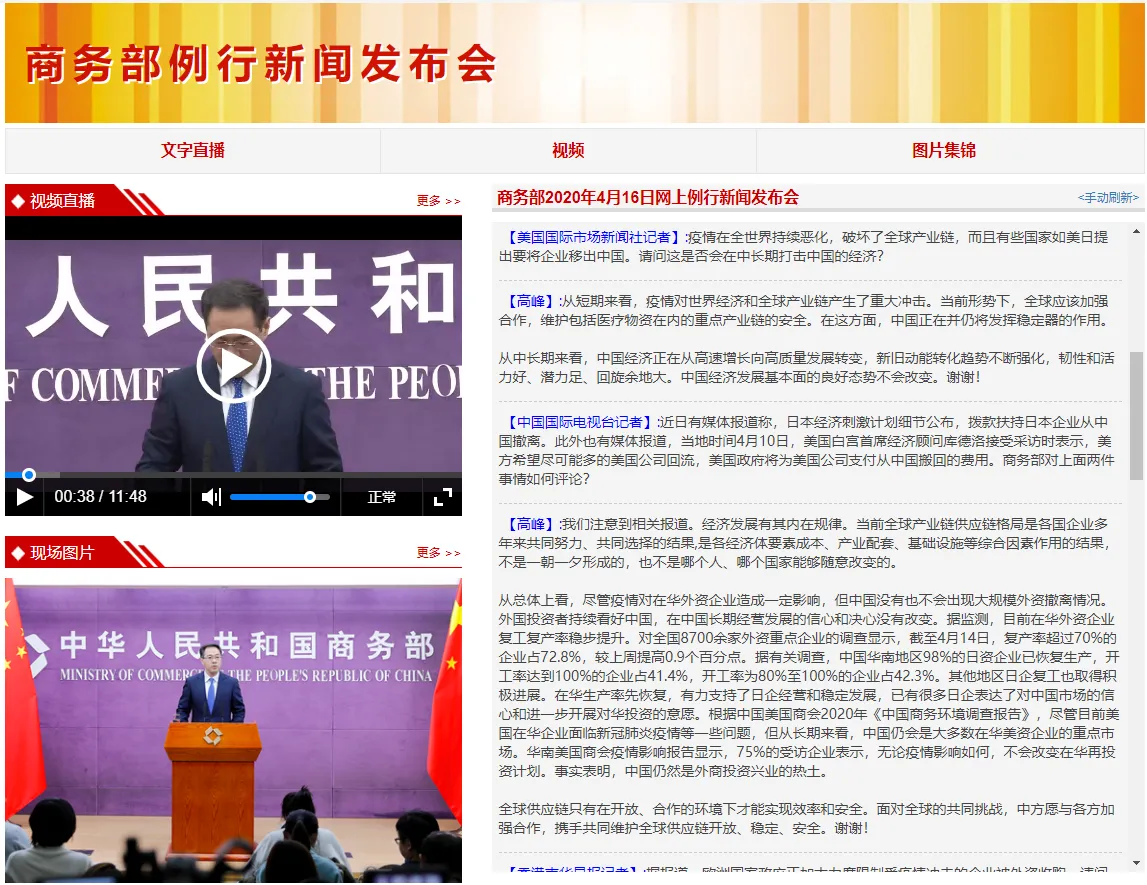 商务部例行新闻发布会
文字直播
视频
图片集锦
视频直播
更多 >>
人民共和
F COMME
THE PEO
00:38 / 11:48
正常
现场图片
更多 >>
中华人民共和国商务部
MINISTRY OF COMMERCE
THE PEOPLE'S REPUBLIC OF CHINA
商务部2020年4月16日网上例行新闻发布会
<手动刷新>
【美国国际市场新闻社记者】:疫情在全世界持续恶化，破坏了全球产业链，而且有些国家如美日提
出要将企业移出中国。请问这是否会在中长期打击中国的经济？
【高峰】:从短期来看，疫情对世界经济和全球产业链产生了重大冲击。当前形势下，全球应该加强
合作，维护包括医疗物资在内的重点产业链的安全。在这方面，中国正在并仍将发挥稳定器的作用。
从中长期来看，中国经济正在从高速增长向高质量发展转变，新旧动能转化趋势不断强化，韧性和活
力好、潜力足、回旋余地大。中国经济发展基本面的良好态势不会改变。谢谢！
【中国国际电视台记者】:近日有媒体报道称，日本经济刺激计划细节公布，拨款扶持日本企业从中
国撤离。此外也有媒体报道，当地时间4月10日，美国白宫首席经济顾问库德洛接受采访时表示，美
方希望尽可能多的美国公司回流，美国政府将为美国公司支付从中国搬回的费用。商务部对上面两件
事情如何评论？
【高峰】:我们注意到相关报道。经济发展有其内在规律。当前全球产业链供应链格局是各国企业多
年来共同努力、共同选择的结果,是各经济体要素成本、产业配套、基础设施等综合因素作用的结果，
不是一朝一夕形成的，也不是哪个人、哪个国家能够随意改变的。
从总体上看，尽管疫情对在华外资企业造成一定影响，但中国没有也不会出现大规模外资撤离情况。
外国投资者持续看好中国，在中国长期经营发展的信心和决心没有改变。据监测，目前在华外资企业
复工复产率稳步提升。对全国8700余家外资重点企业的调查显示，截至4月14日，复产率超过70%的
企业占72.8%，较上周提高0.9个百分点。据有关调查，中国华南地区98%的日资企业已恢复生产，开
工率达到100%的企业占41.4%，开工率为80%至100%的企业占42.3%。其他地区日企复工也取得积
极进展。在华生产率先恢复，有力支持了日企经营和稳定发展，已有很多日企表达了对中国市场的信
心和进一步开展对华投资的意愿。根据中国美国商会2020年《中国商务环境调查报告》，尽管目前美
国在华企业面临新冠肺炎疫情等一些问题，但从长期来看，中国仍会是大多数在华美资企业的重点市
场。华南美国商会疫情影响报告显示，75%的受访企业表示，无论疫情影响如何，不会改变在华再投
资计划。事实表明，中国仍然是外商投资兴业的热土。
全球供应链只有在开放、合作的环境下才能实现效率和安全。面对全球的共同挑战，中方愿与各方加
强合作，携手共同维护全球供应链开放、稳定、安全。谢谢！